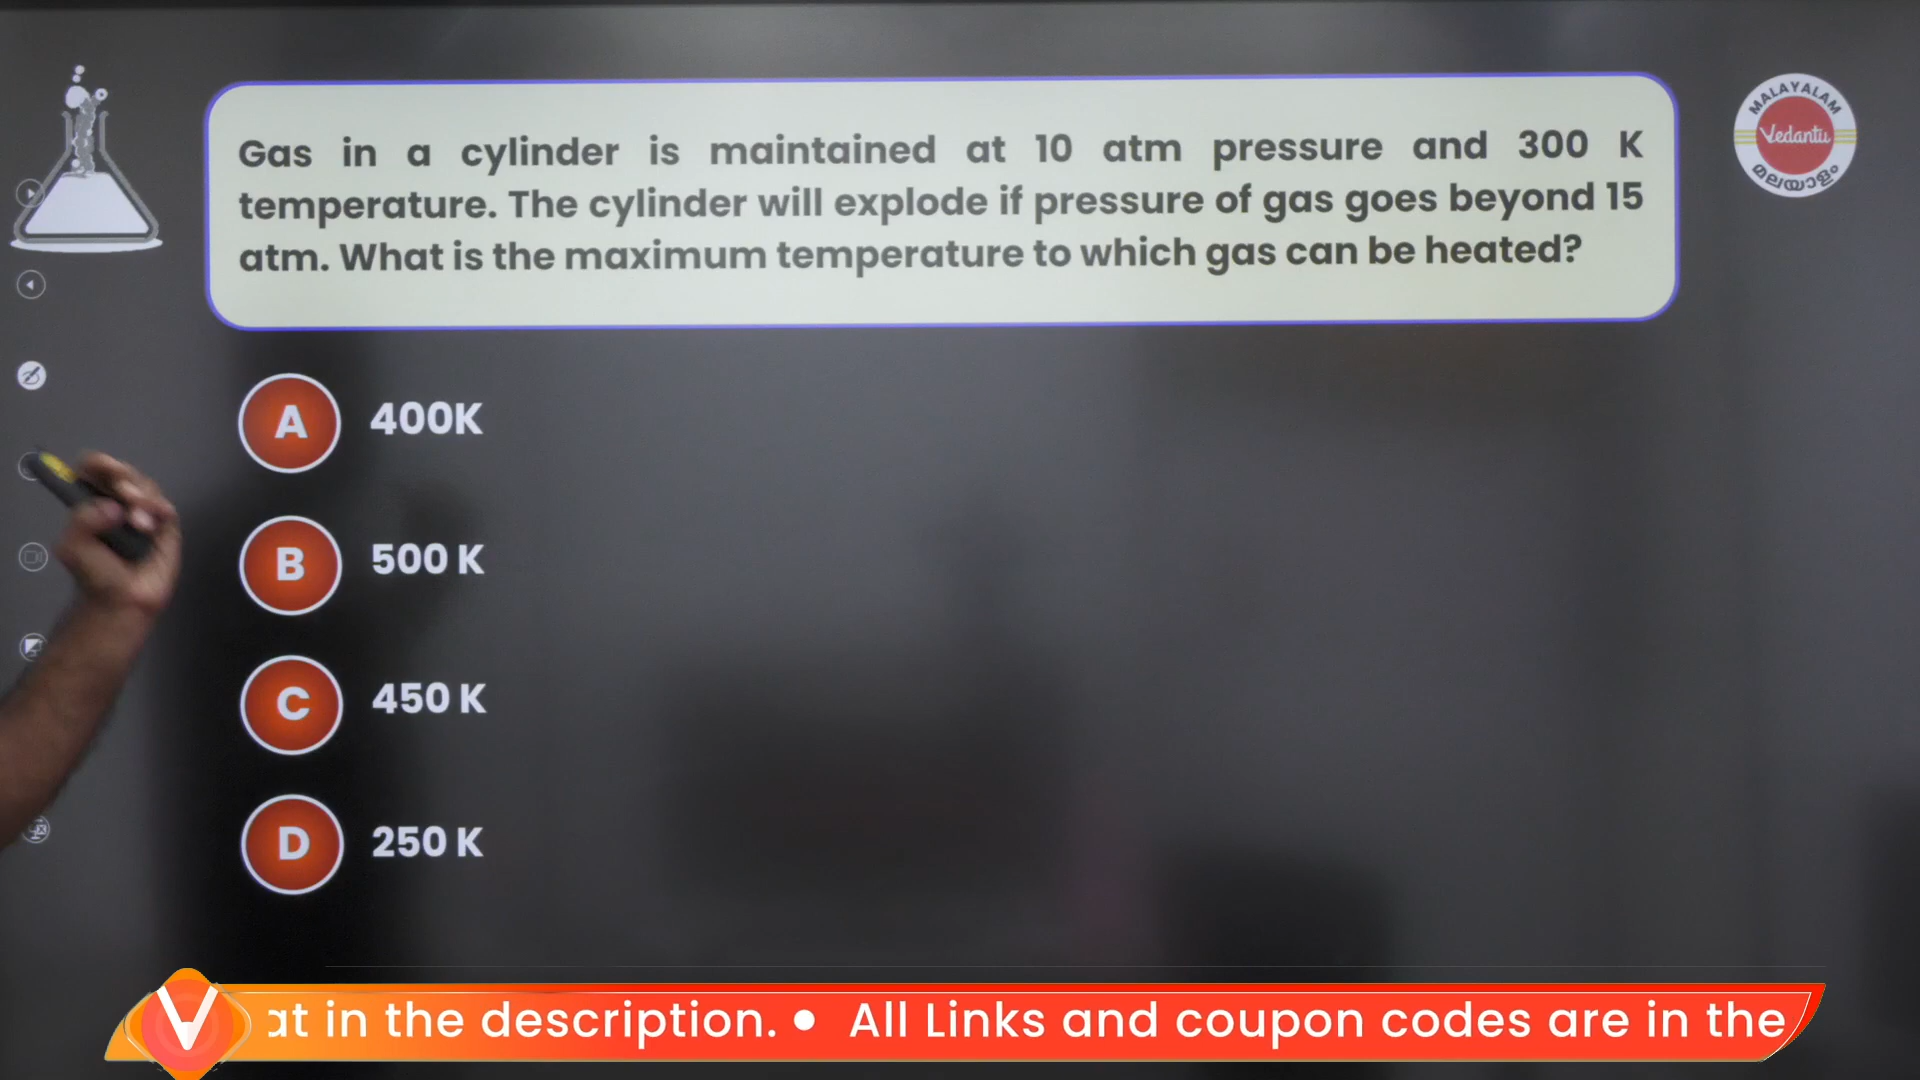 Gas in a cylinder is maintained at 10 atm pressure and 300 K
temperature. The cylinder will explode if pressure of gas goes beyond 15
atm. What is the maximum temperature to which gas can be heated?
MALAYALAM
Vedantu
മലയാളം
A 400K
B 500 K
C 450 K
D 250 K
at in the description. ● All Links and coupon codes are in the